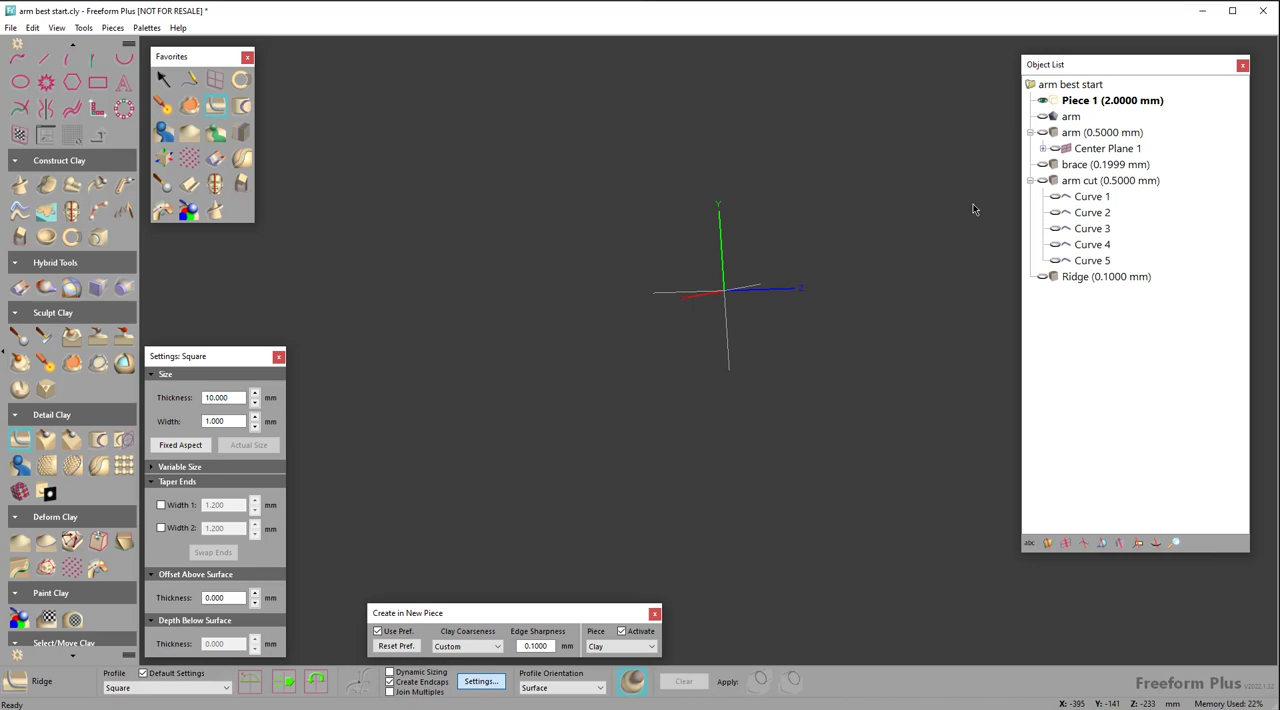 arm best start.cly - Freeform Plus [NOT FOR RESALE] *
File Edit View Tools Pieces Palettes Help
Construct Clay
Hybrid Tools
Sculpt Clay
Detail Clay
Deform Clay
Paint Clay
Select/Move Clay
Favorites
x
Y
Z
Object List
x
arm best start
Piece 1 (2.0000 mm)
arm
arm (0.5000 mm)
Center Plane 1
brace (0.1999 mm)
arm cut (0.5000 mm)
Curve 1
Curve 2
Curve 3
Curve 4
Curve 5
Ridge (0.1000 mm)
abc
Settings: Square
x
Size
Thickness: 10.000 mm
Width: 1.000 mm
Fixed Aspect Actual Size
Variable Size
Taper Ends
Width 1: 1.200 mm
Width 2: 1.200 mm
Swap Ends
Offset Above Surface
Thickness: 0.000 mm
Depth Below Surface
Thickness: 0.000 mm
Create in New Piece
x
Use Pref. Clay Coarseness Edge Sharpness Piece Activate
Reset Pref. Custom 0.1000 mm Clay
Ridge
Profile Default Settings
Square
Dynamic Sizing
Create Endcaps
Join Multiples
Settings...
Profile Orientation
Surface
Clear
Apply:
Freeform Plus
Ready
X: -395 Y: -141 Z: -233 mm Memory Used: 22%